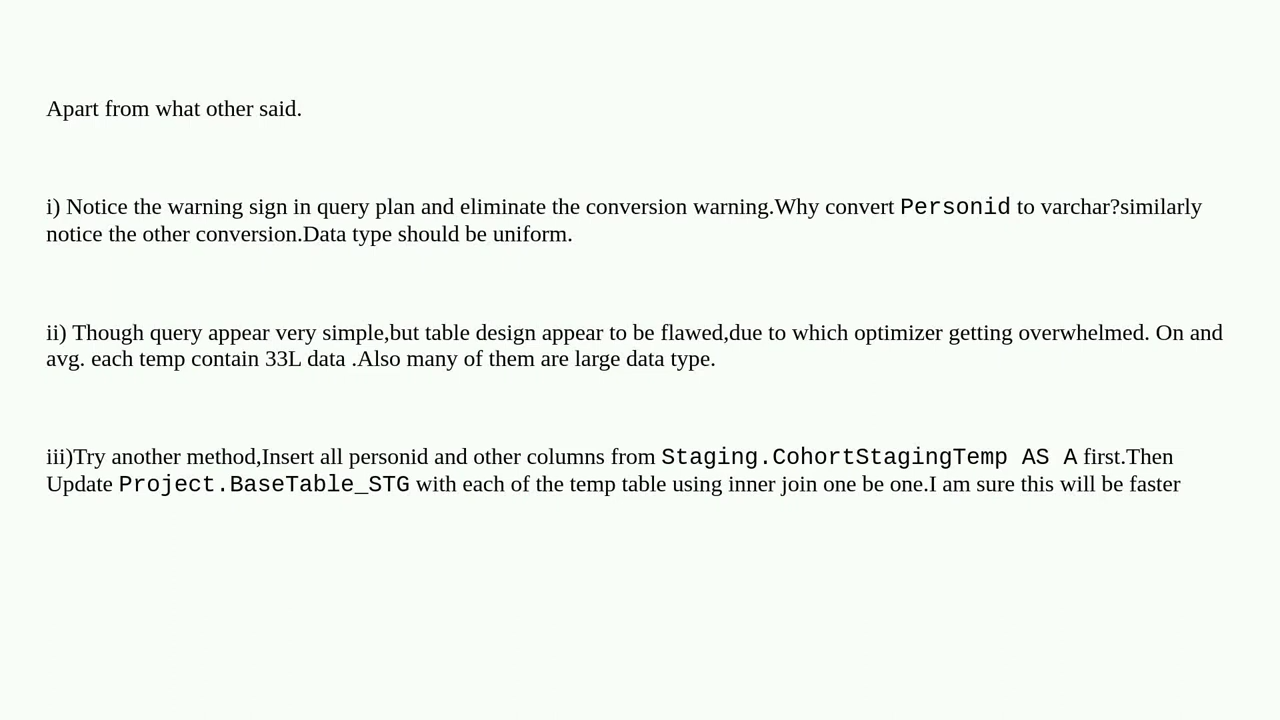 Apart from what other said.
i) Notice the warning sign in query plan and eliminate the conversion warning.Why convert Personid to varchar?similarly
notice the other conversion.Data type should be uniform.
ii) Though query appear very simple,but table design appear to be flawed,due to which optimizer getting overwhelmed. On and
avg. each temp contain 33L data .Also many of them are large data type.
iii)Try another method,Insert all personid and other columns from Staging.CohortStagingTemp AS A first.Then
Update Project.BaseTable_STG with each of the temp table using inner join one be one.I am sure this will be faster